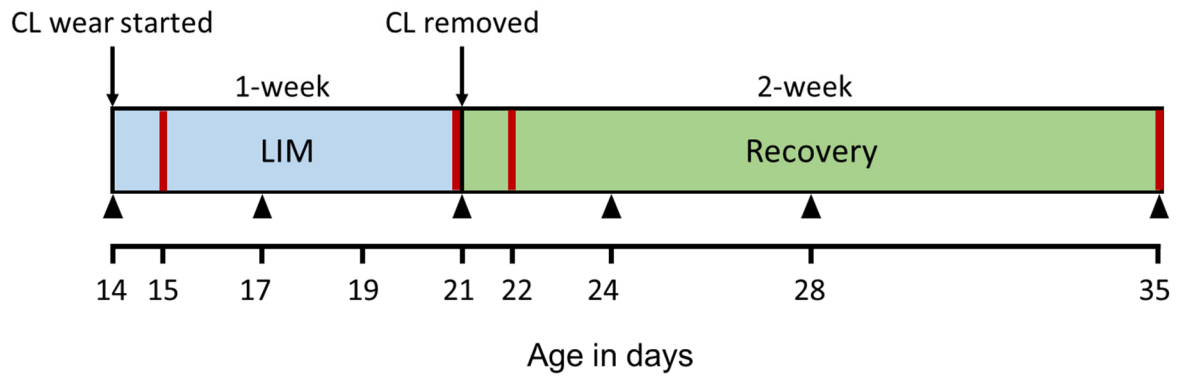 CL wear started
CL removed
1-week
2-week
LIM
Recovery
14 15 17 19 21 22 24 28 35
Age in days